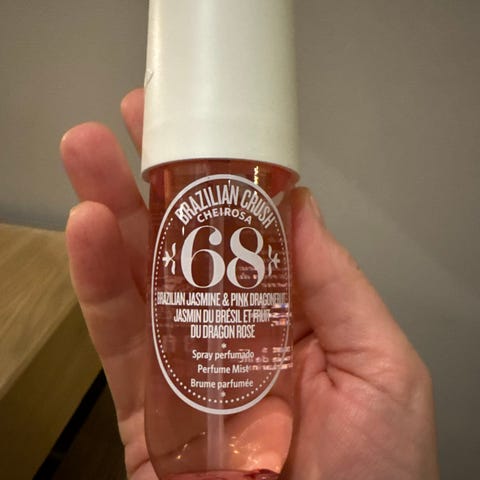 BRAZILIAN CRUSH
CHEIROSA
68
BRAZILIAN JASMINE & PINK DRAGONFRUIT
JASMIN DU BRÉSIL ET FRUIT
DU DRAGON ROSE
Spray perfumado
Perfume Mist
Brume parfumée